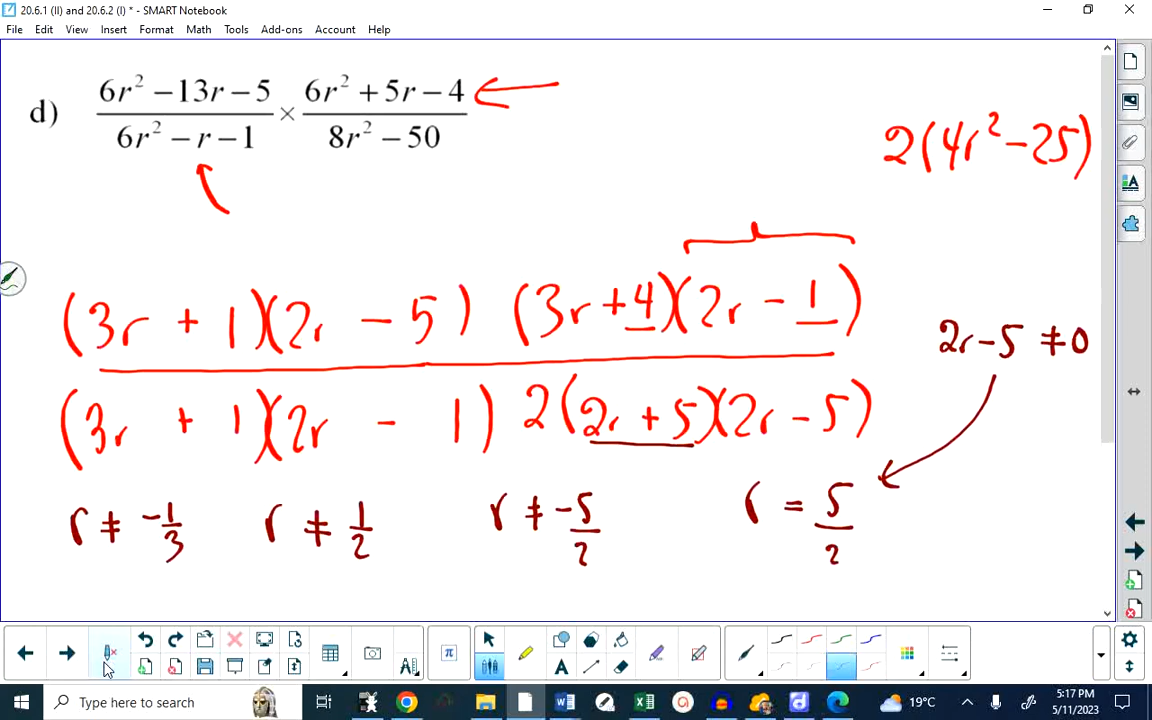 20.6.1 (II) and 20.6.2 (I) * - SMART Notebook
File Edit View Insert Format Math Tools Add-ons Account Help
d) (6r² −13r −5)/(6r² − r −1) × (6r² +5r −4)/(8r² −50)
2(4r² −25)
(3r + 1)(2r − 5) (3r +4)(2r − 1)
2r−5 ≠0
(3r + 1)(2r − 1) 2(2r + 5)(2r −5)
r ≠ −1/3 r ≠ 1/2 r ≠ −5/2 r = 5/2
π
A
Type here to search
19°C
5:17 PM
5/11/2023